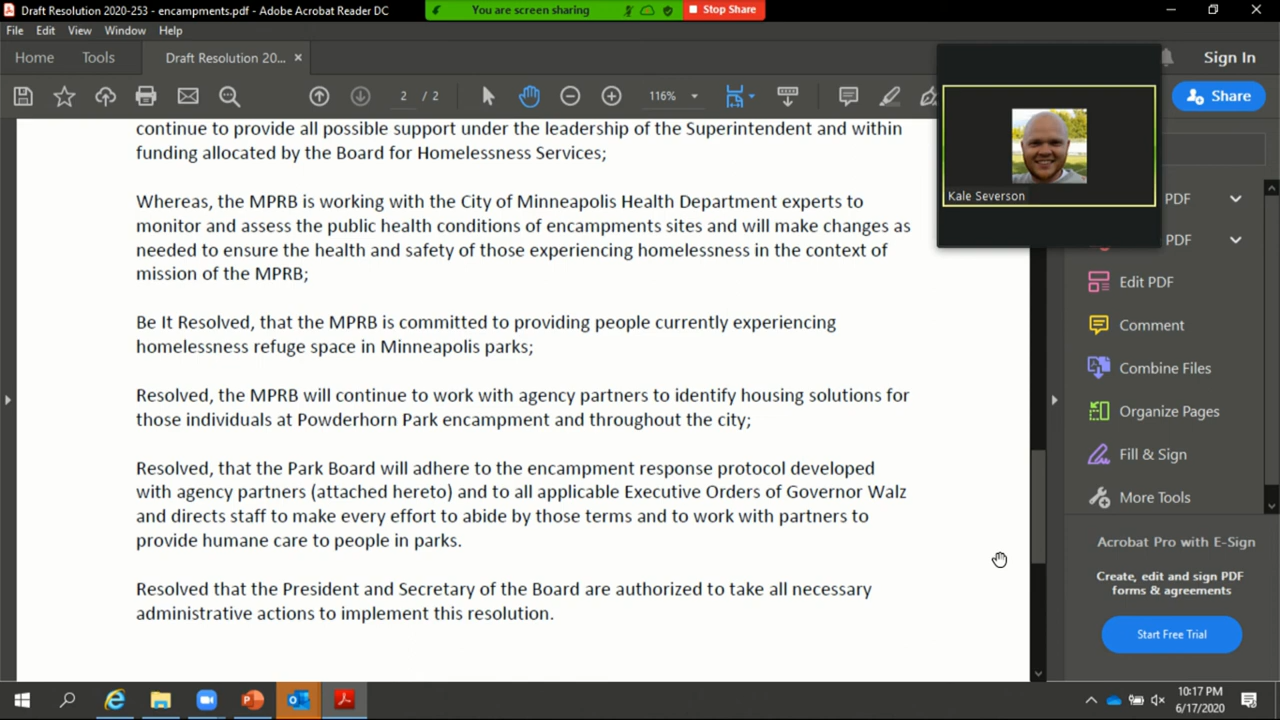 Draft Resolution 2020-253 - encampments.pdf - Adobe Acrobat Reader DC
You are screen sharing
Stop Share
File Edit View Window Help
Home Tools Draft Resolution 20... × Sign In
2 / 2 116% Share
continue to provide all possible support under the leadership of the Superintendent and within
funding allocated by the Board for Homelessness Services;
Whereas, the MPRB is working with the City of Minneapolis Health Department experts to
monitor and assess the public health conditions of encampments sites and will make changes as
needed to ensure the health and safety of those experiencing homelessness in the context of
mission of the MPRB;
Be It Resolved, that the MPRB is committed to providing people currently experiencing
homelessness refuge space in Minneapolis parks;
Resolved, the MPRB will continue to work with agency partners to identify housing solutions for
those individuals at Powderhorn Park encampment and throughout the city;
Resolved, that the Park Board will adhere to the encampment response protocol developed
with agency partners (attached hereto) and to all applicable Executive Orders of Governor Walz
and directs staff to make every effort to abide by those terms and to work with partners to
provide humane care to people in parks.
Resolved that the President and Secretary of the Board are authorized to take all necessary
administrative actions to implement this resolution.
Kale Severson
PDF
PDF
Edit PDF
Comment
Combine Files
Organize Pages
Fill & Sign
More Tools
Acrobat Pro with E-Sign
Create, edit and sign PDF
forms & agreements
Start Free Trial
10:17 PM
6/17/2020